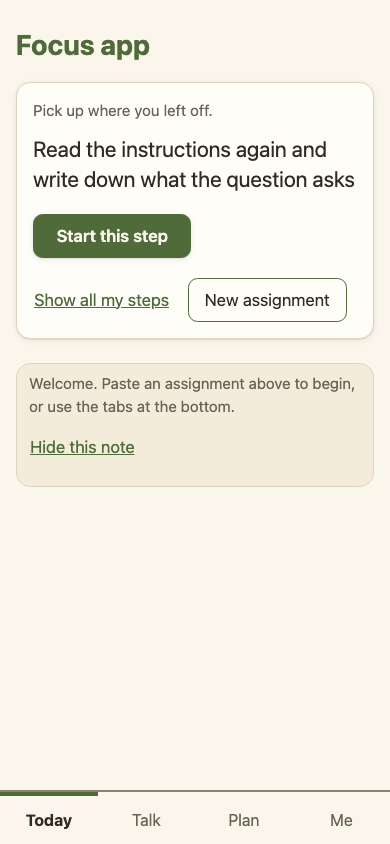 Focus app
Pick up where you left off.
Read the instructions again and
write down what the question asks
Start this step
Show all my steps
New assignment
Welcome. Paste an assignment above to begin,
or use the tabs at the bottom.
Hide this note
Today
Talk
Plan
Me